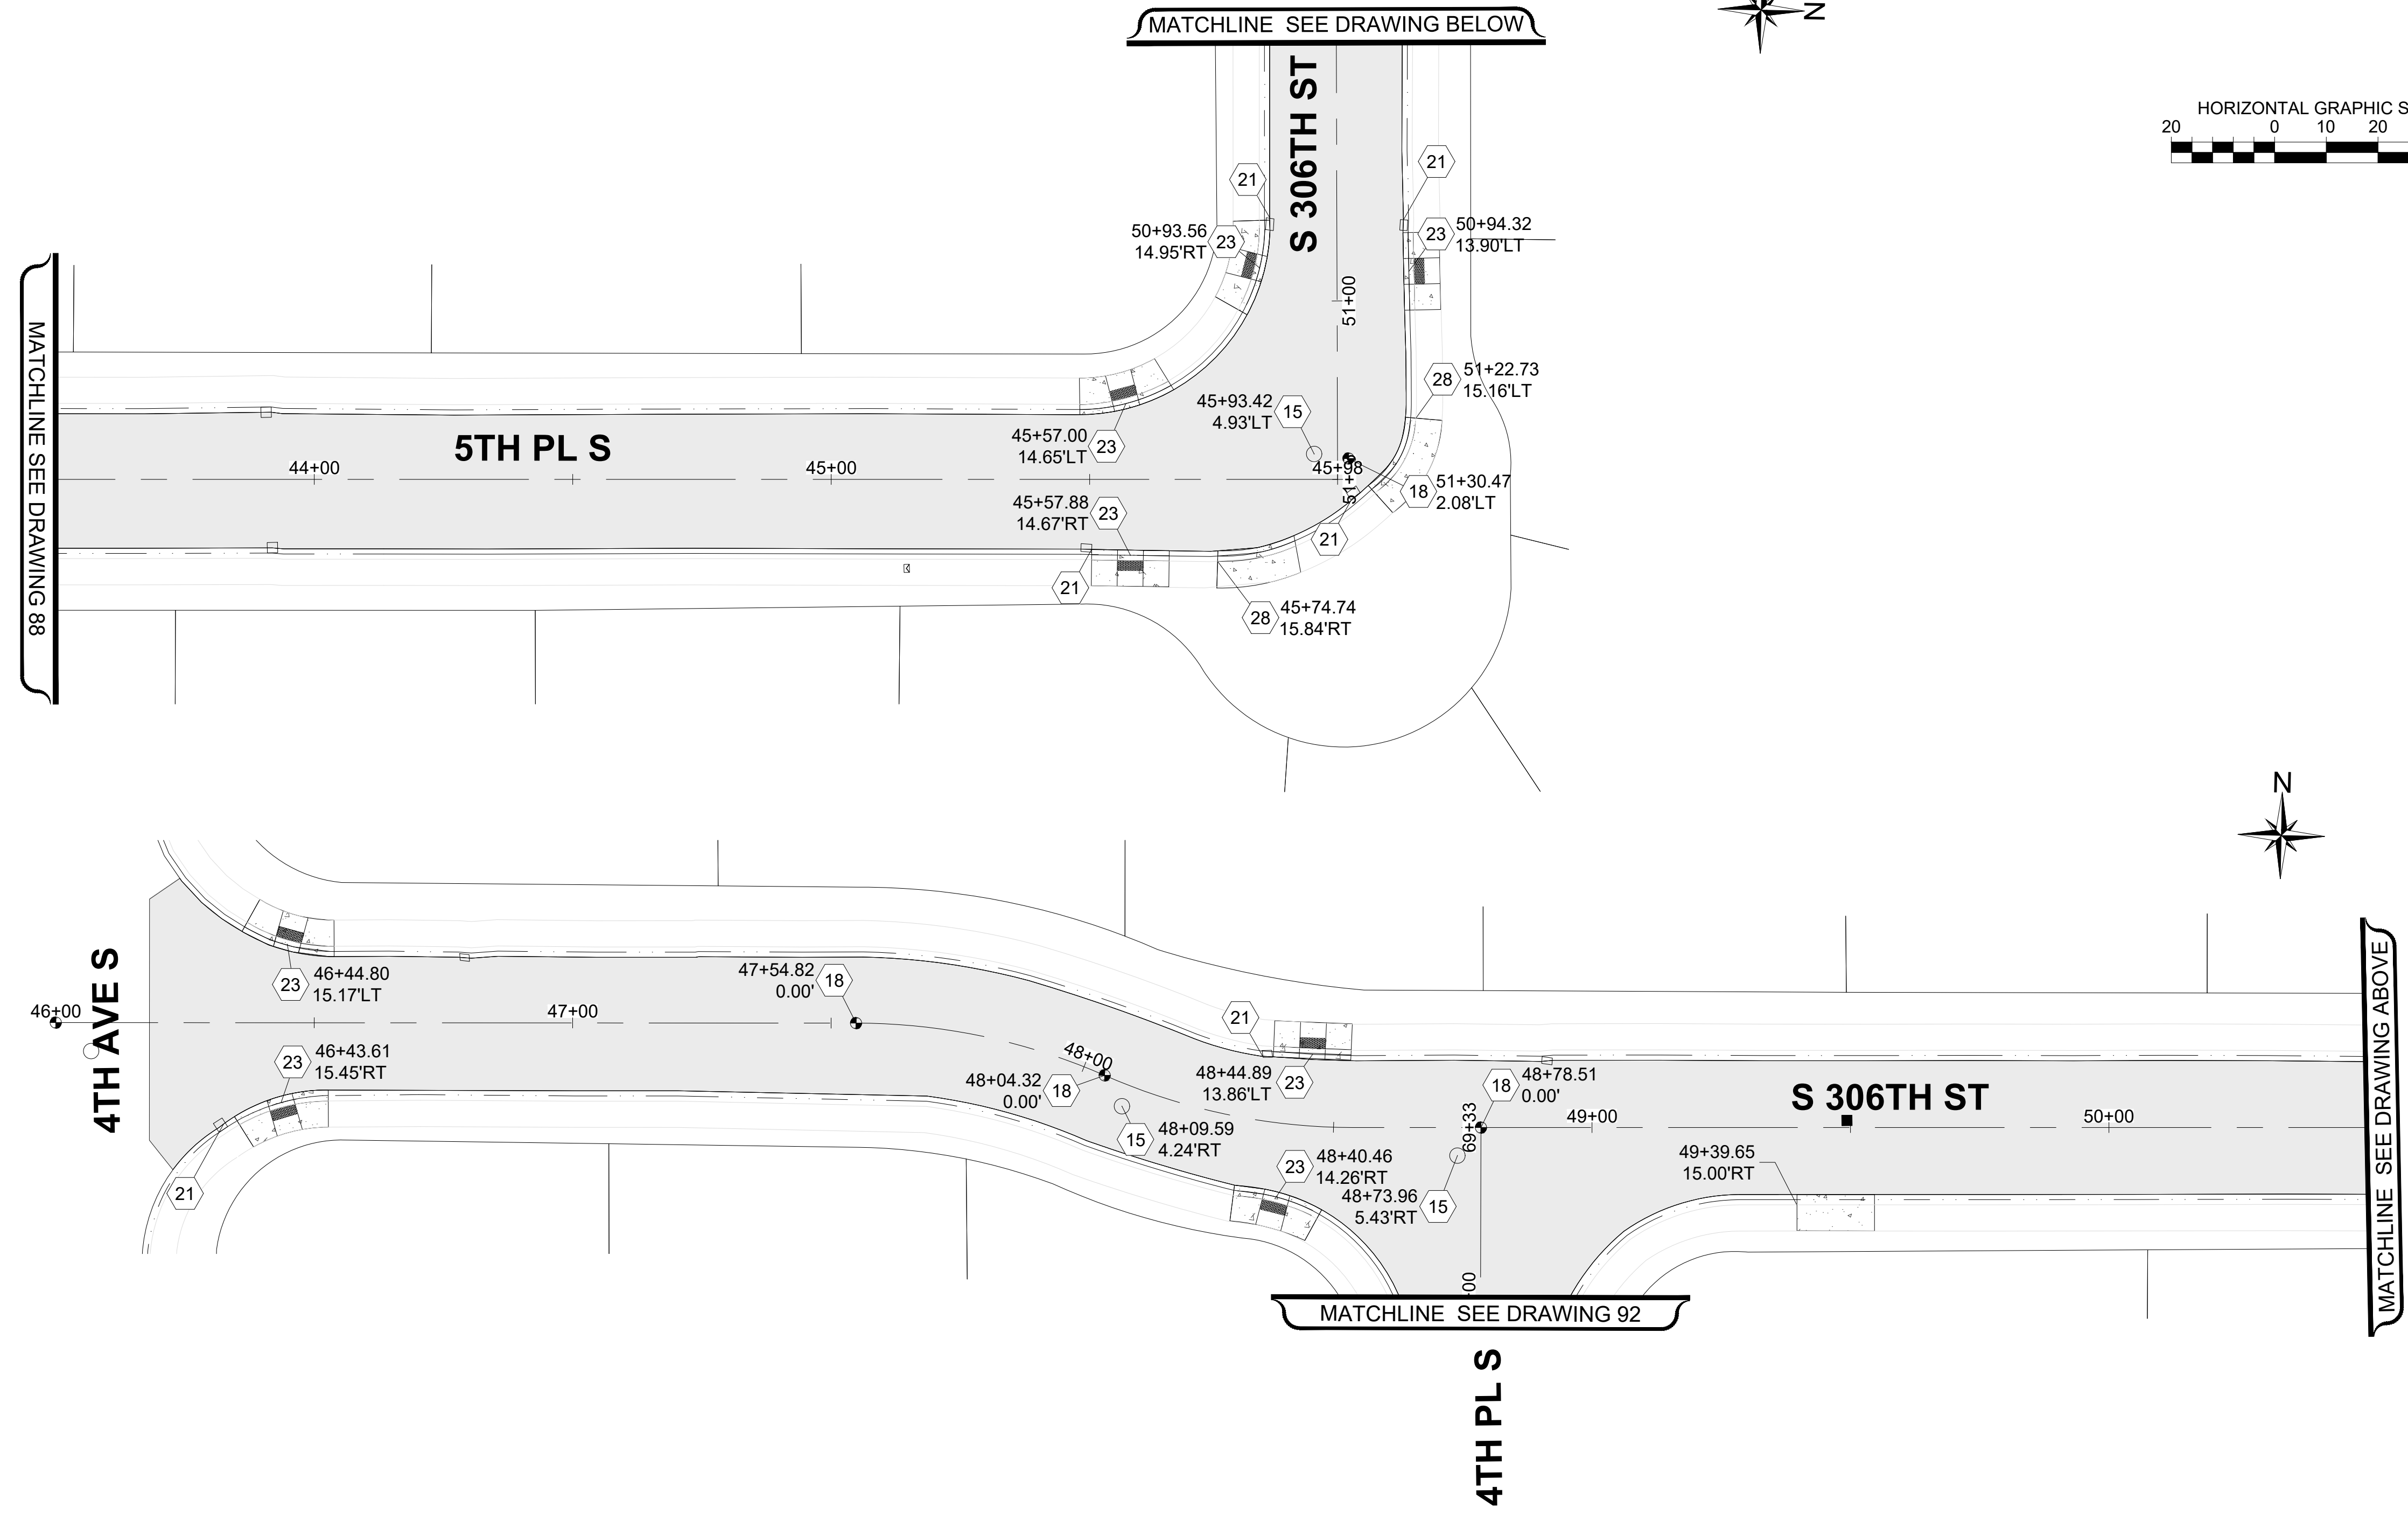 MATCHLINE SEE DRAWING BELOW
N
HORIZONTAL GRAPHIC S
20 0 10 20
S 306TH ST
21
21
50+93.56
14.95'RT
23
23
50+94.32
13.90'LT
51+00
MATCHLINE SEE DRAWING 88
28
51+22.73
15.16'LT
45+93.42
4.93'LT
15
5TH PL S
45+57.00
14.65'LT
23
44+00
45+00
45+98
18
51+30.47
2.08'LT
45+57.88
14.67'RT
23
21
21
28
45+74.74
15.84'RT
N
4TH AVE S
46+00
23
46+44.80
15.17'LT
47+00
47+54.82
0.00'
18
23
46+43.61
15.45'RT
21
48+00
48+04.32
0.00'
18
15
48+09.59
4.24'RT
21
48+44.89
13.86'LT
23
18
48+78.51
0.00'
69+33
49+00
S 306TH ST
50+00
23
48+40.46
14.26'RT
48+73.96
5.43'RT
15
49+39.65
15.00'RT
MATCHLINE SEE DRAWING ABOVE
MATCHLINE SEE DRAWING 92
4TH PL S